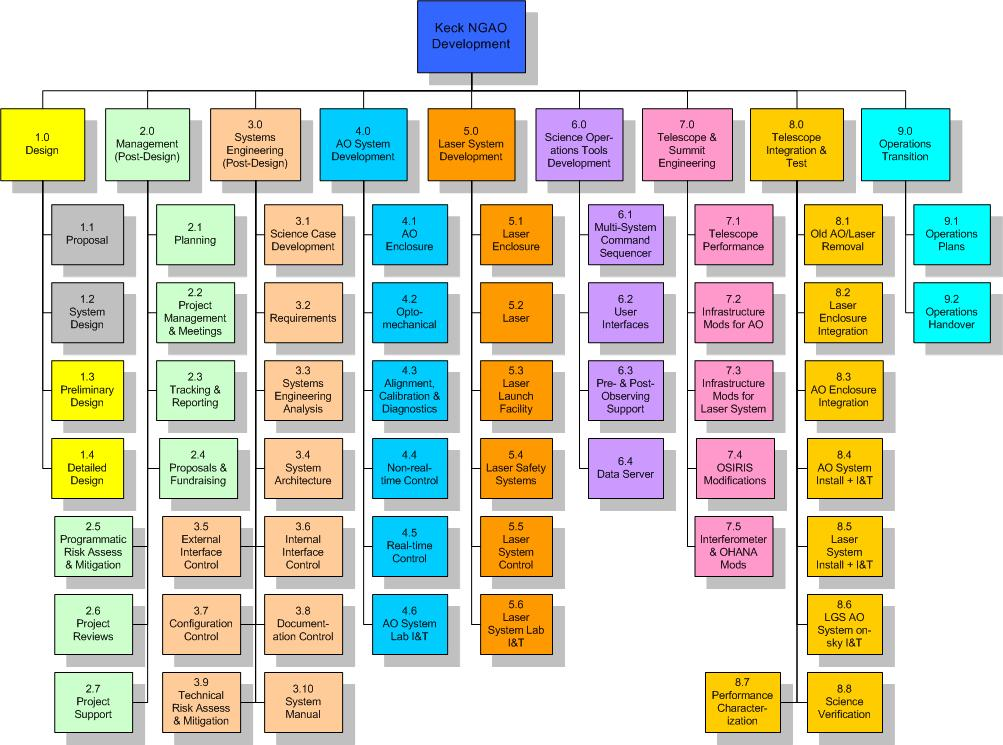 Keck NGAO
Development
1.0
Design
2.0
Management
(Post-Design)
3.0
Systems
Engineering
(Post-Design)
4.0
AO System
Development
5.0
Laser System
Development
6.0
Science Oper-
ations Tools
Development
7.0
Telescope &
Summit
Engineering
8.0
Telescope
Integration &
Test
9.0
Operations
Transition
1.1
Proposal
1.2
System
Design
1.3
Preliminary
Design
1.4
Detailed
Design
2.1
Planning
2.2
Project
Management
& Meetings
2.3
Tracking &
Reporting
2.4
Proposals &
Fundraising
2.5
Programmatic
Risk Assess
& Mitigation
2.6
Project
Reviews
2.7
Project
Support
3.1
Science Case
Development
3.2
Requirements
3.3
Systems
Engineering
Analysis
3.4
System
Architecture
3.5
External
Interface
Control
3.6
Internal
Interface
Control
3.7
Configuration
Control
3.8
Document-
ation Control
3.9
Technical
Risk Assess
& Mitigation
3.10
System
Manual
4.1
AO
Enclosure
4.2
Opto-
mechanical
4.3
Alignment,
Calibration &
Diagnostics
4.4
Non-real-
time Control
4.5
Real-time
Control
4.6
AO System
Lab I&T
5.1
Laser
Enclosure
5.2
Laser
5.3
Laser
Launch
Facility
5.4
Laser Safety
Systems
5.5
Laser
System
Control
5.6
Laser
System Lab
I&T
6.1
Multi-System
Command
Sequencer
6.2
User
Interfaces
6.3
Pre- & Post-
Observing
Support
6.4
Data Server
7.1
Telescope
Performance
7.2
Infrastructure
Mods for AO
7.3
Infrastructure
Mods for
Laser System
7.4
OSIRIS
Modifications
7.5
Interferometer
& OHANA
Mods
8.1
Old AO/Laser
Removal
8.2
Laser
Enclosure
Integration
8.3
AO Enclosure
Integration
8.4
AO System
Install + I&T
8.5
Laser
System
Install + I&T
8.6
LGS AO
System on-
sky I&T
8.7
Performance
Character-
ization
8.8
Science
Verification
9.1
Operations
Plans
9.2
Operations
Handover